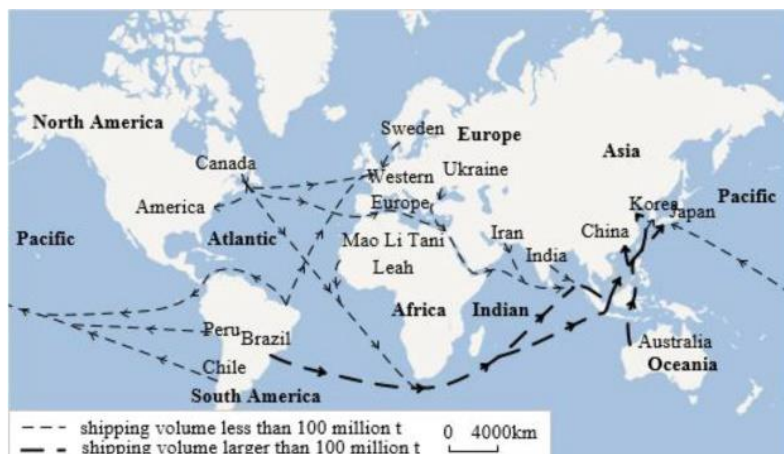 North America
Canada
America
Pacific
Atlantic
Sweden
Western
Europe
Europe
Ukraine
Mao Li Tani
Leah
Africa
Iran
India
Indian
Asia
China
Korea
Japan
Pacific
Peru
Brazil
Chile
South America
Australia
Oceania
shipping volume less than 100 million t
shipping volume larger than 100 million t
0 4000km